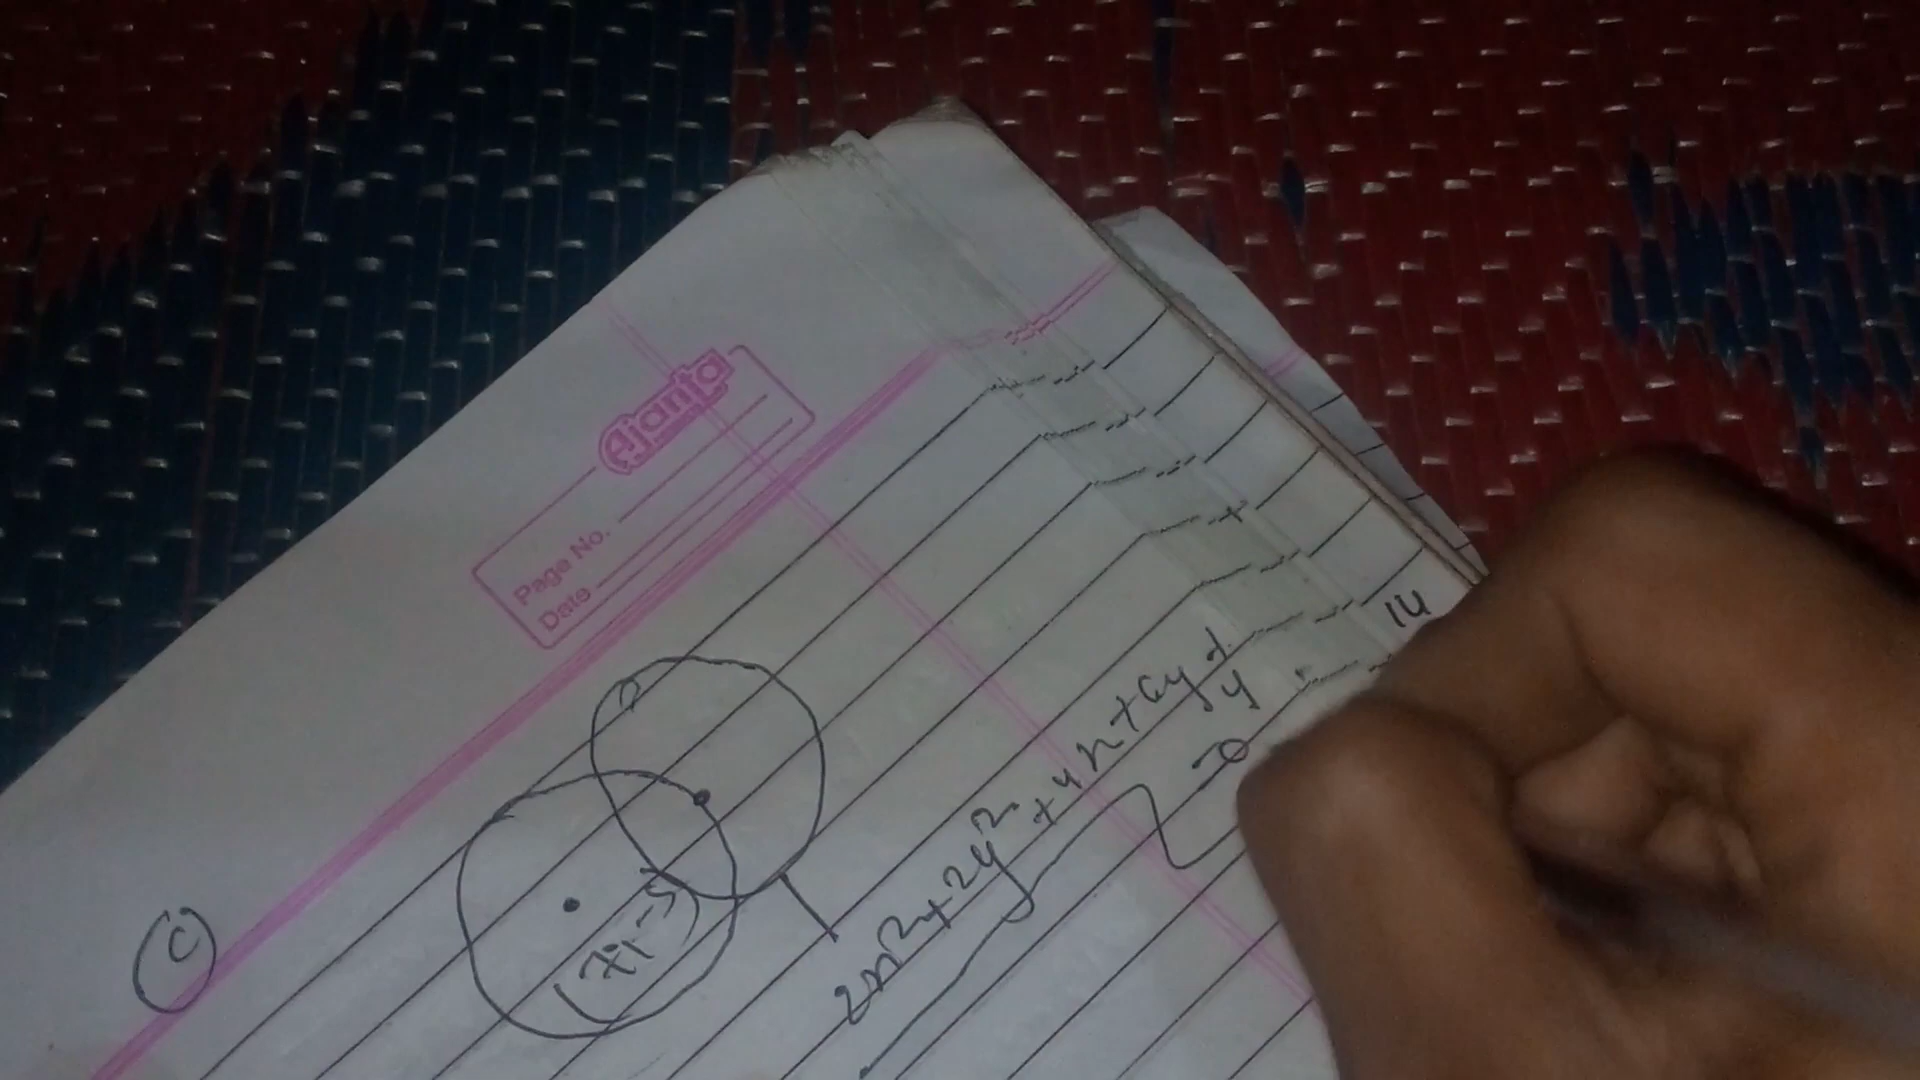 Ajanta
Page No.
Date
C
(7, -5)
2x²+2y²+4x+6y+
14